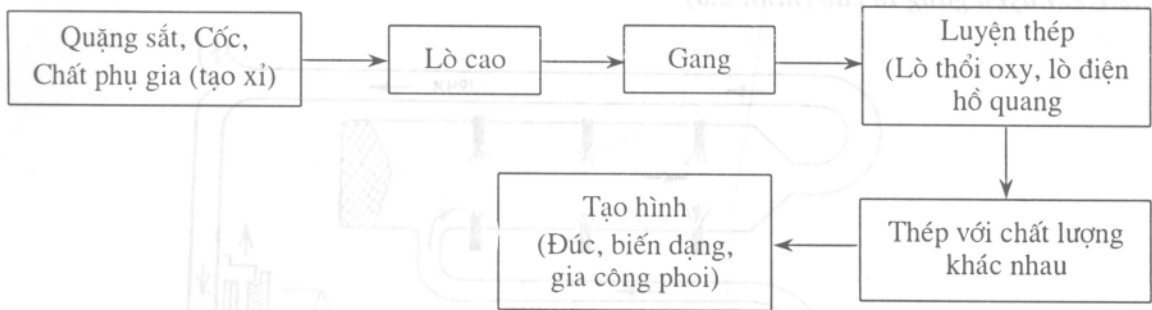 Quặng sắt, Cốc,
Chất phụ gia (tạo xỉ)
Lò cao
Gang
Luyện thép
(Lò thổi oxy, lò điện
hồ quang
Thép với chất lượng
khác nhau
Tạo hình
(Đúc, biến dạng,
gia công phoi)